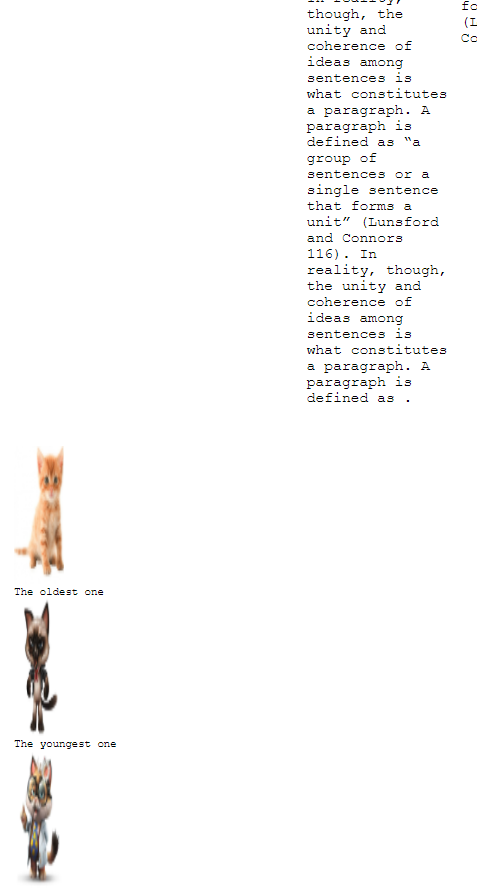 In reality,
though, the
unity and
coherence of
ideas among
sentences is
what constitutes
a paragraph. A
paragraph is
defined as “a
group of
sentences or a
single sentence
that forms a
unit” (Lunsford
and Connors
116). In
reality, though,
the unity and
coherence of
ideas among
sentences is
what constitutes
a paragraph. A
paragraph is
defined as .
fo
(L
Co
The oldest one
The youngest one